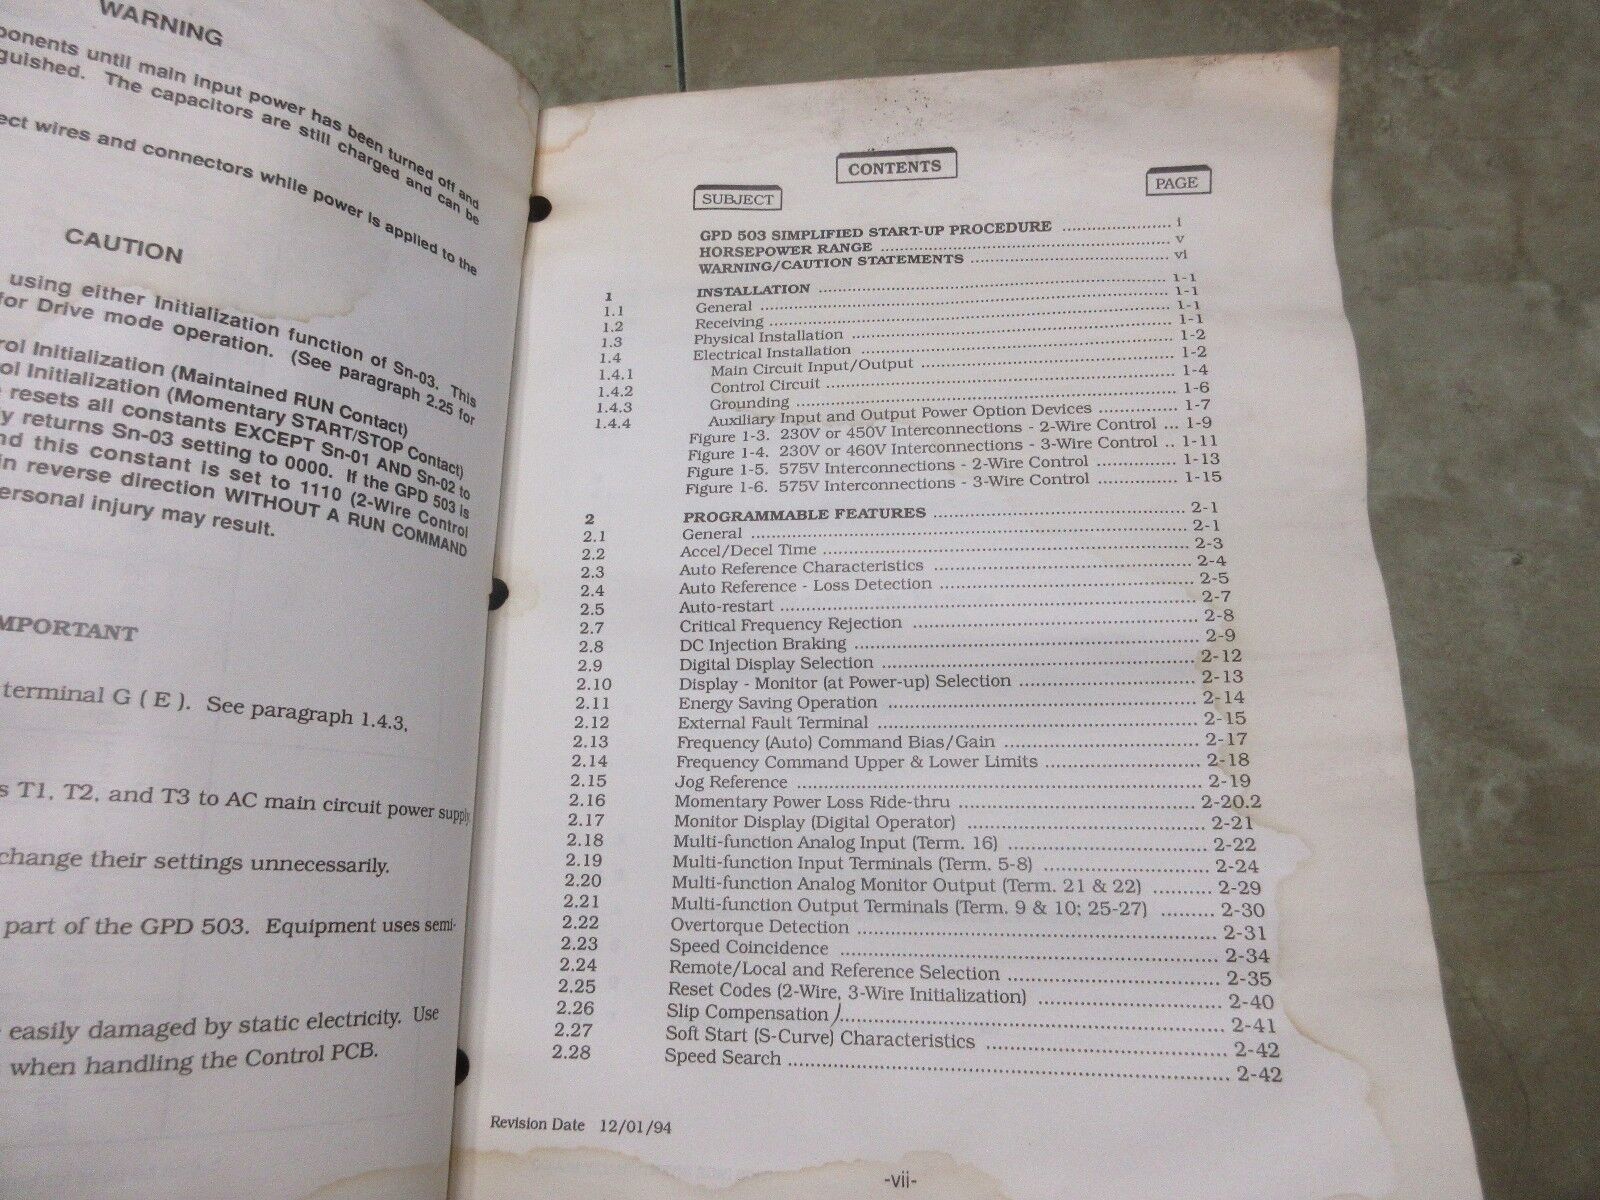 WARNING
ponents until main input power has been turned off and
guished. The capacitors are still charged and can be
ect wires and connectors while power is applied to the
CAUTION
using either Initialization function of Sn-03. This
for Drive mode operation. (See paragraph 2.25 for
rol Initialization (Maintained RUN Contact)
ol Initialization (Momentary START/STOP Contact)
resets all constants EXCEPT Sn-01 AND Sn-02 to
y returns Sn-03 setting to 0000. If the GPD 503 is
nd this constant is set to 1110 (2-Wire Control
in reverse direction WITHOUT A RUN COMMAND
ersonal injury may result.
MPORTANT
terminal G ( E ). See paragraph 1.4.3.
s T1, T2, and T3 to AC main circuit power supply
change their settings unnecessarily.
part of the GPD 503. Equipment uses semi-
easily damaged by static electricity. Use
when handling the Control PCB.
CONTENTS
SUBJECT PAGE
GPD 503 SIMPLIFIED START-UP PROCEDURE ........................ i
HORSEPOWER RANGE ........................ v
WARNING/CAUTION STATEMENTS ........................ vi
1 INSTALLATION ........................ 1-1
1.1 General ........................ 1-1
1.2 Receiving ........................ 1-1
1.3 Physical Installation ........................ 1-1
1.4 Electrical Installation ........................ 1-2
1.4.1 Main Circuit Input/Output ........................ 1-2
1.4.2 Control Circuit ........................ 1-4
1.4.3 Grounding ........................ 1-6
1.4.4 Auxiliary Input and Output Power Option Devices ............... 1-7
Figure 1-3. 230V or 450V Interconnections - 2-Wire Control ... 1-9
Figure 1-4. 230V or 460V Interconnections - 3-Wire Control .. 1-11
Figure 1-5. 575V Interconnections - 2-Wire Control ............... 1-13
Figure 1-6. 575V Interconnections - 3-Wire Control ............... 1-15
2 PROGRAMMABLE FEATURES ........................ 2-1
2.1 General ........................ 2-1
2.2 Accel/Decel Time ........................ 2-3
2.3 Auto Reference Characteristics ........................ 2-4
2.4 Auto Reference - Loss Detection ........................ 2-5
2.5 Auto-restart ........................ 2-7
2.7 Critical Frequency Rejection ........................ 2-8
2.8 DC Injection Braking ........................ 2-9
2.9 Digital Display Selection ........................ 2-12
2.10 Display - Monitor (at Power-up) Selection ........................ 2-13
2.11 Energy Saving Operation ........................ 2-14
2.12 External Fault Terminal ........................ 2-15
2.13 Frequency (Auto) Command Bias/Gain ........................ 2-17
2.14 Frequency Command Upper & Lower Limits ........................ 2-18
2.15 Jog Reference ........................ 2-19
2.16 Momentary Power Loss Ride-thru ........................ 2-20.2
2.17 Monitor Display (Digital Operator) ........................ 2-21
2.18 Multi-function Analog Input (Term. 16) ........................ 2-22
2.19 Multi-function Input Terminals (Term. 5-8) ........................ 2-24
2.20 Multi-function Analog Monitor Output (Term. 21 & 22) .......... 2-29
2.21 Multi-function Output Terminals (Term. 9 & 10; 25-27) ......... 2-30
2.22 Overtorque Detection ........................ 2-31
2.23 Speed Coincidence ........................ 2-34
2.24 Remote/Local and Reference Selection ........................ 2-35
2.25 Reset Codes (2-Wire, 3-Wire Initialization) ........................ 2-40
2.26 Slip Compensation ........................ 2-41
2.27 Soft Start (S-Curve) Characteristics ........................ 2-42
2.28 Speed Search ........................ 2-42
Revision Date 12/01/94
-vii-